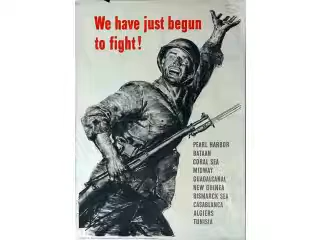 We have just begun
to fight!
PEARL HARBOR
BATAAN
CORAL SEA
MIDWAY
GUADALCANAL
NEW GUINEA
BISMARCK SEA
CASABLANCA
ALGIERS
TUNISIA